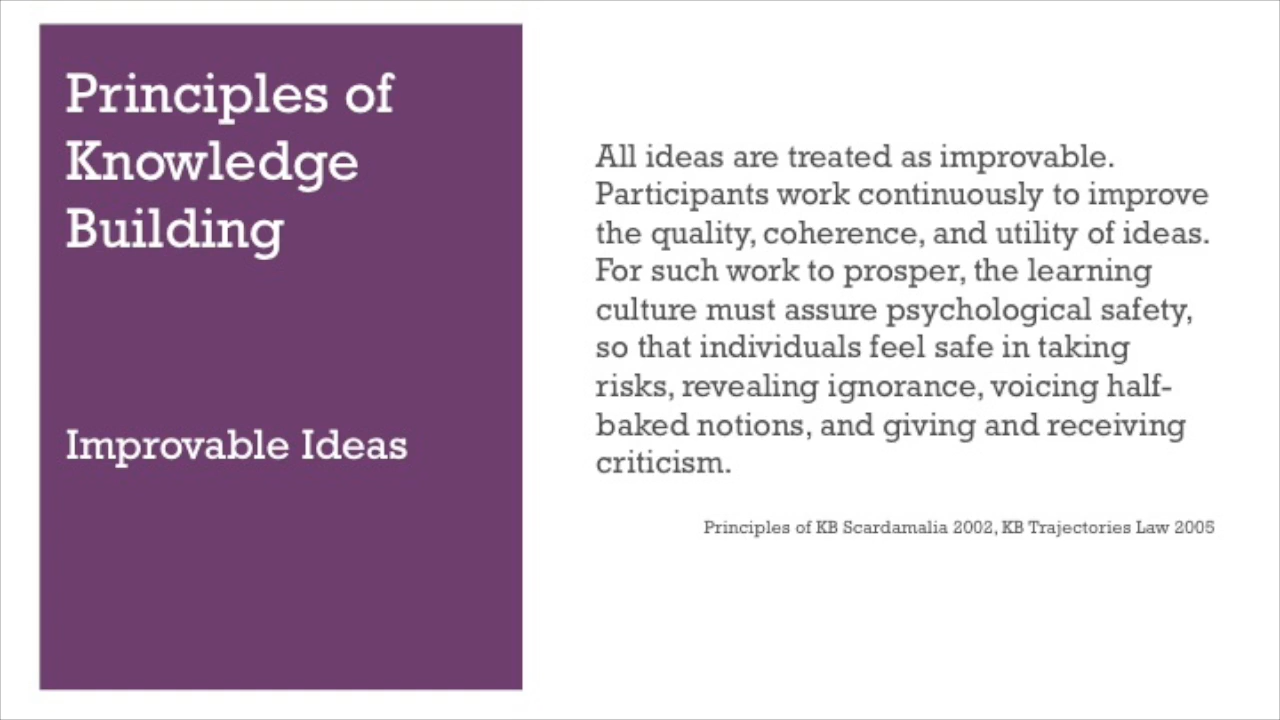 Principles of
Knowledge
Building
Improvable Ideas
All ideas are treated as improvable.
Participants work continuously to improve
the quality, coherence, and utility of ideas.
For such work to prosper, the learning
culture must assure psychological safety,
so that individuals feel safe in taking
risks, revealing ignorance, voicing half-
baked notions, and giving and receiving
criticism.
Principles of KB Scardamalia 2002, KB Trajectories Law 2005